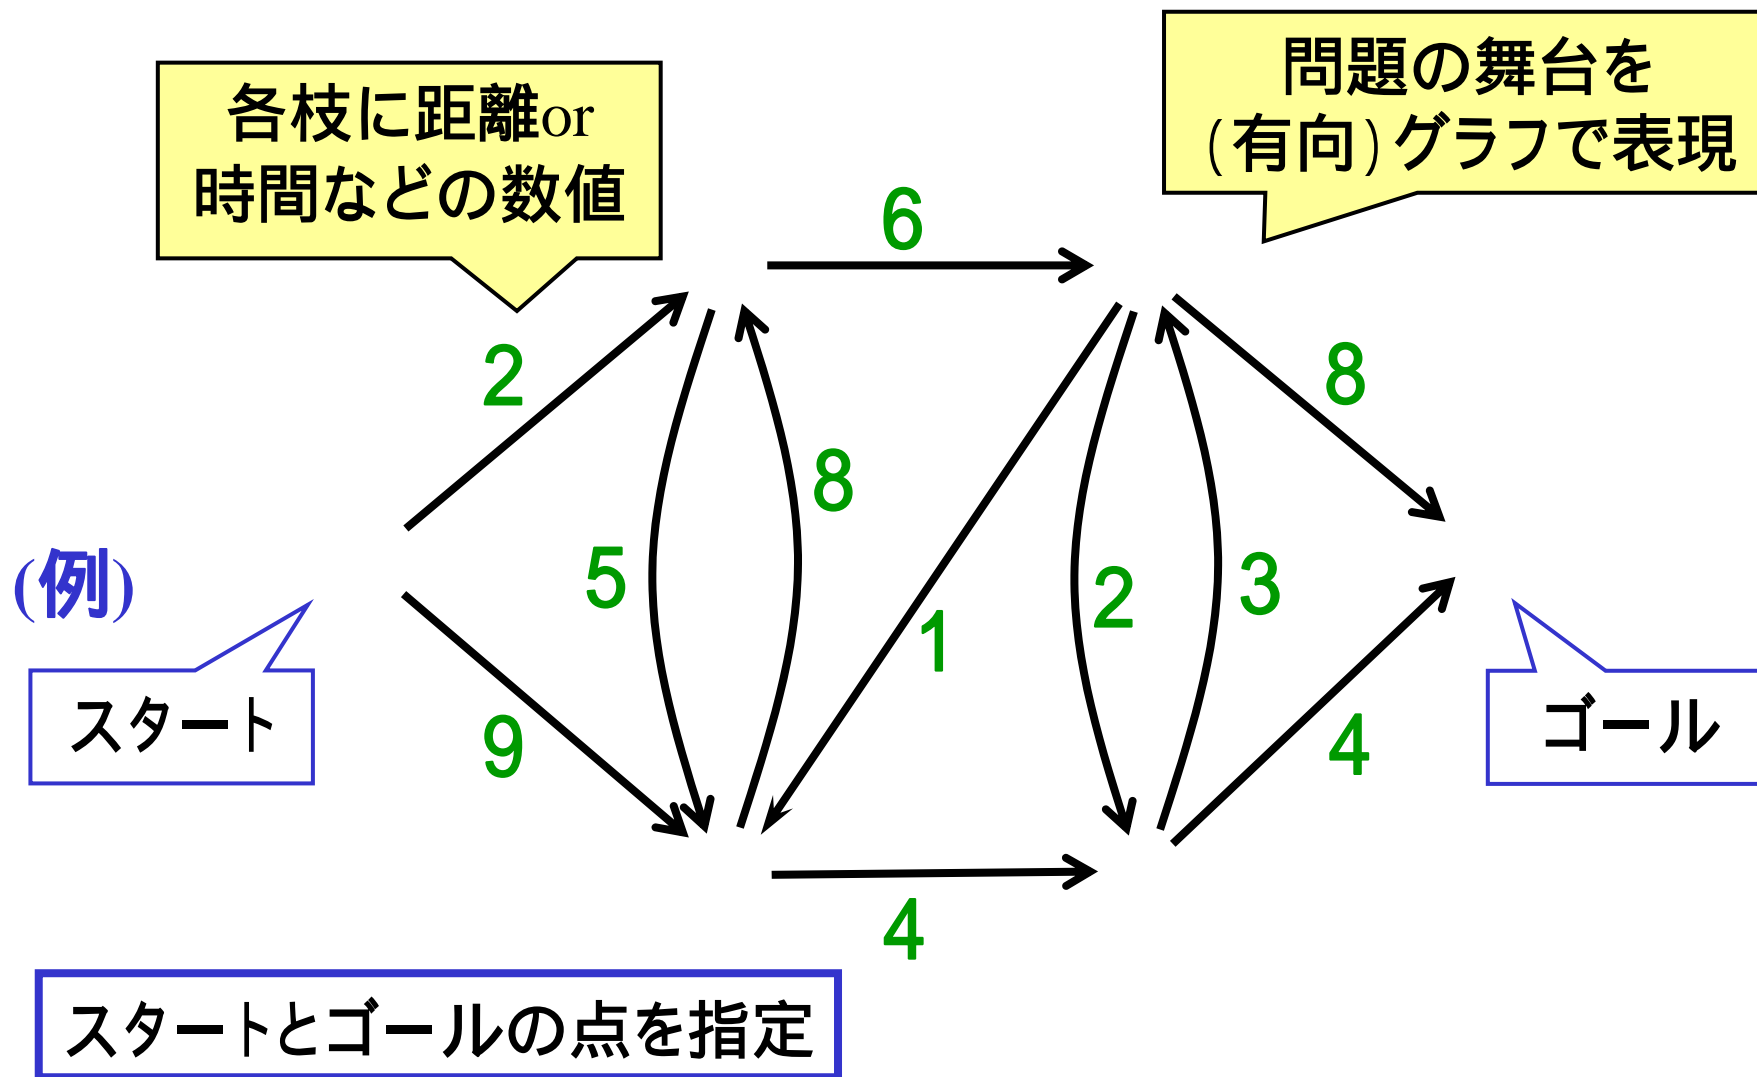 各枝に距離or
時間などの数値
問題の舞台を
(有向)グラフで表現
6
2
8
8
5
(例)
1
2
3
スタート
9
4
ゴール
4
スタートとゴールの点を指定